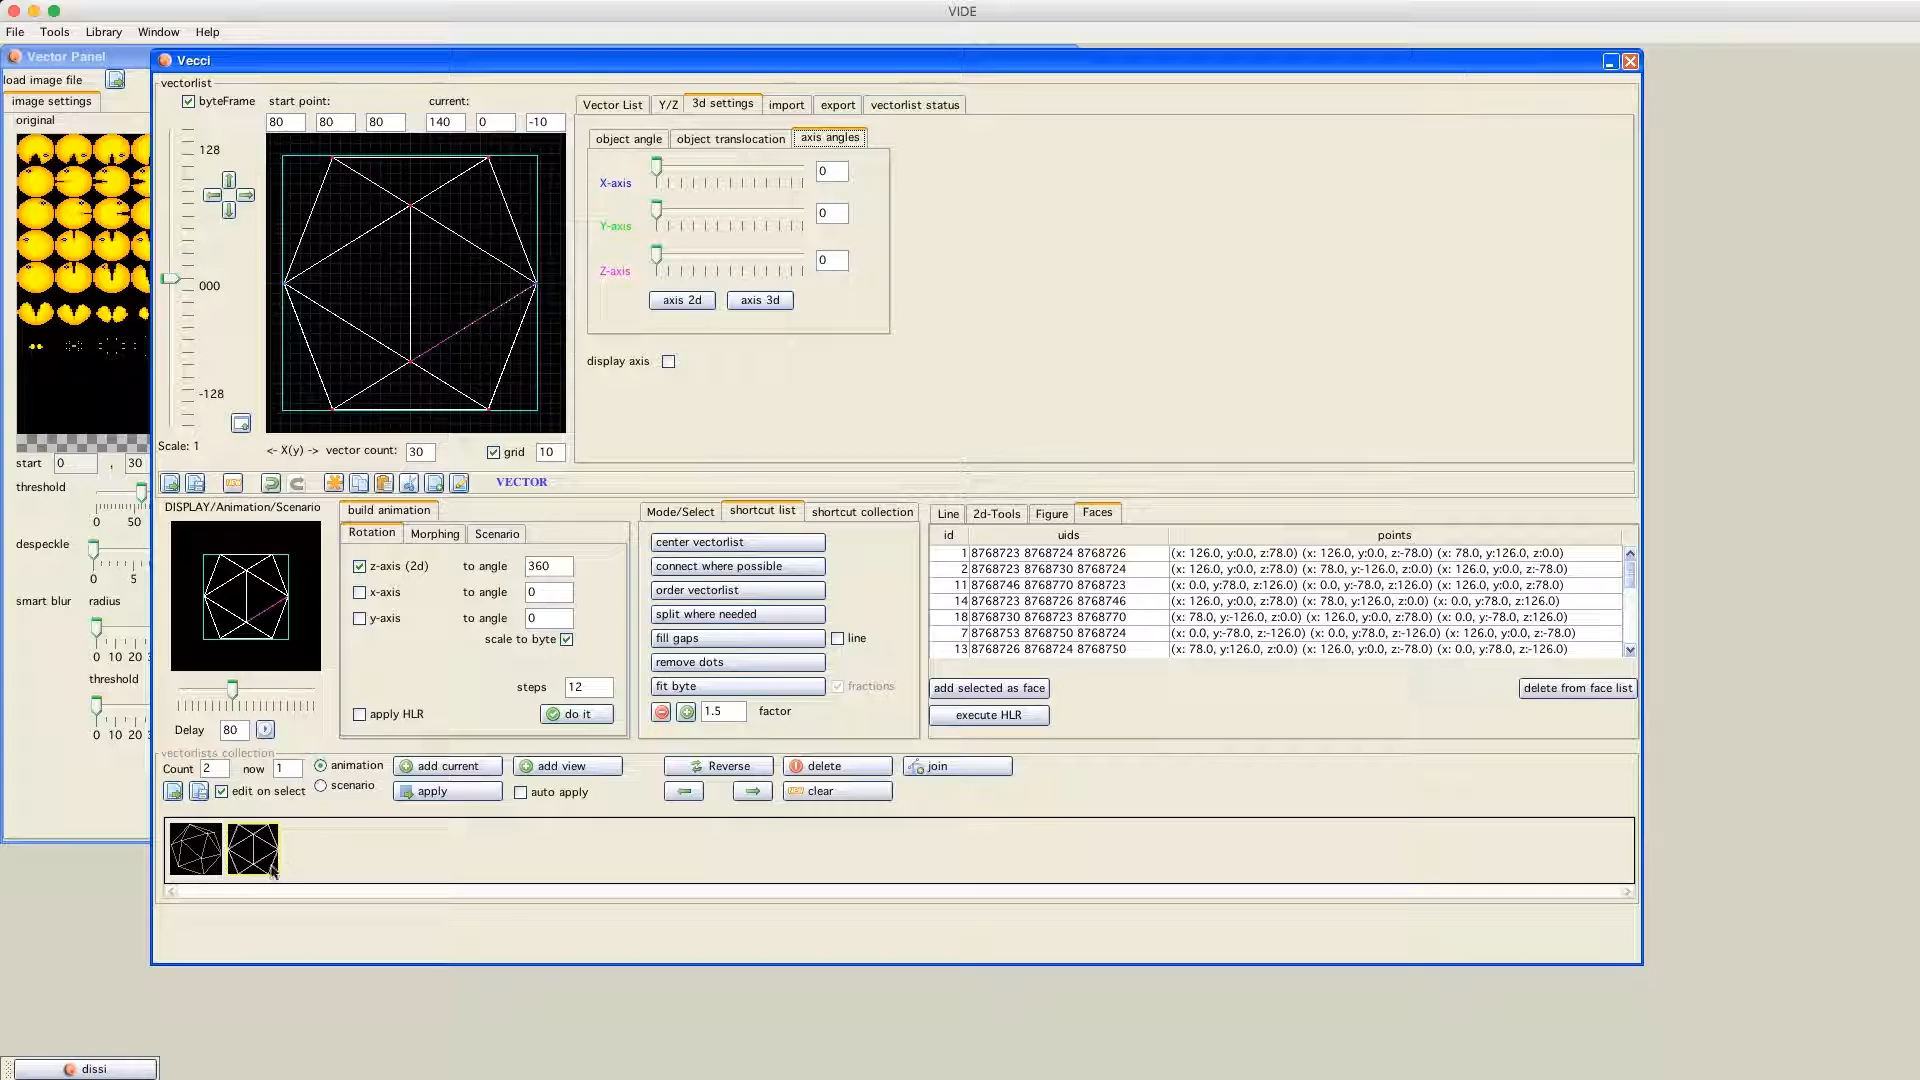 VIDE
File Tools Library Window Help
Vector Panel
load image file
image settings
original
start 0 , 30
threshold
0 50
despeckle
0 5
smart blur radius
0 10 20
threshold
0 10 20
Vecci
vectorlist
byteFrame start point: current:
80 80 80 140 0 -10
128
000
-128
Scale: 1
<- X(y) -> vector count: 30 grid 10
Vector List Y/Z 3d settings import export vectorlist status
object angle object translocation axis angles
X-axis 0
Y-axis 0
Z-axis 0
axis 2d axis 3d
display axis
VECTOR
DISPLAY/Animation/Scenario
Delay 80
build animation
Rotation Morphing Scenario
z-axis (2d) to angle 360
x-axis to angle 0
y-axis to angle 0
scale to byte
steps 12
apply HLR do it
Mode/Select shortcut list shortcut collection
center vectorlist
connect where possible
order vectorlist
split where needed
fill gaps line
remove dots
fit byte fractions
1.5 factor
Line 2d-Tools Figure Faces
id uids points
1 8768723 8768724 8768726 (x: 126.0, y:0.0, z:78.0) (x: 126.0, y:0.0, z:-78.0) (x: 78.0, y:126.0, z:0.0)
2 8768723 8768730 8768724 (x: 126.0, y:0.0, z:78.0) (x: 78.0, y:-126.0, z:0.0) (x: 126.0, y:0.0, z:-78.0)
11 8768746 8768770 8768723 (x: 0.0, y:78.0, z:126.0) (x: 0.0, y:-78.0, z:126.0) (x: 126.0, y:0.0, z:78.0)
14 8768723 8768726 8768746 (x: 126.0, y:0.0, z:78.0) (x: 78.0, y:126.0, z:0.0) (x: 0.0, y:78.0, z:126.0)
18 8768730 8768723 8768770 (x: 78.0, y:-126.0, z:0.0) (x: 126.0, y:0.0, z:78.0) (x: 0.0, y:-78.0, z:126.0)
7 8768753 8768750 8768724 (x: 0.0, y:-78.0, z:-126.0) (x: 0.0, y:78.0, z:-126.0) (x: 126.0, y:0.0, z:-78.0)
13 8768726 8768724 8768750 (x: 78.0, y:126.0, z:0.0) (x: 126.0, y:0.0, z:-78.0) (x: 0.0, y:78.0, z:-126.0)
add selected as face delete from face list
execute HLR
vectorlists collection
Count 2 now 1 animation add current add view Reverse delete join
edit on select scenario apply auto apply clear
dissi